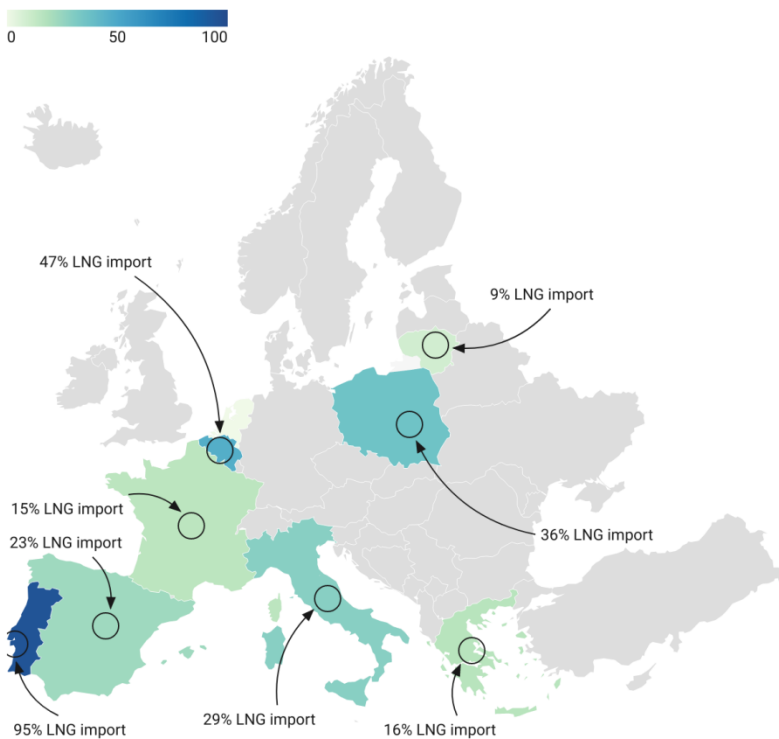 0 50 100
47% LNG import
9% LNG import
15% LNG import
23% LNG import
36% LNG import
29% LNG import
95% LNG import
16% LNG import